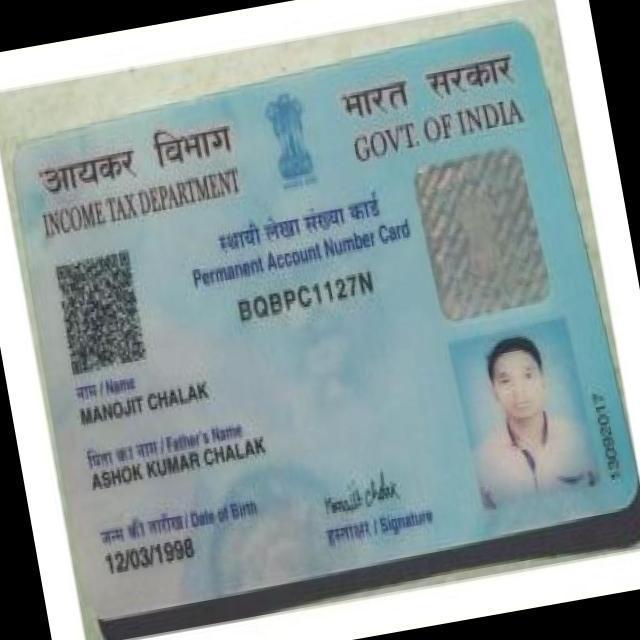 आयकर विभाग
INCOME TAX DEPARTMENT
भारत सरकार
GOVT. OF INDIA
स्थायी लेखा संख्या कार्ड
Permanent Account Number Card
BQBPC1127N
नाम / Name
MANOJIT CHALAK
पिता का नाम / Father's Name
ASHOK KUMAR CHALAK
जन्म की तारीख / Date of Birth
12/03/1998
Manojit chalak
हस्ताक्षर / Signature